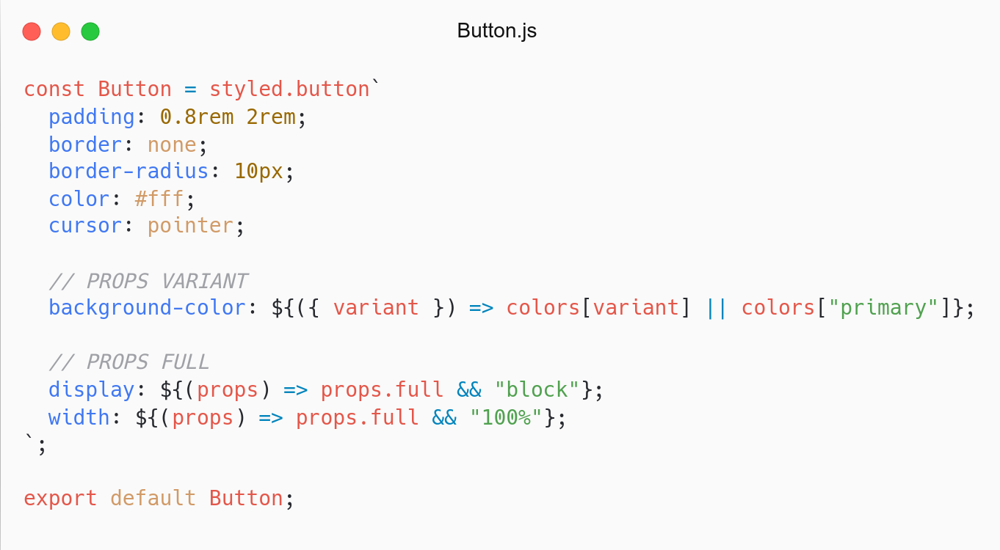 Button.js
const Button = styled.button`
  padding: 0.8rem 2rem;
  border: none;
  border-radius: 10px;
  color: #fff;
  cursor: pointer;
  // PROPS VARIANT
  background-color: ${({ variant }) => colors[variant] || colors["primary"]};
  // PROPS FULL
  display: ${(props) => props.full && "block"};
  width: ${(props) => props.full && "100%"};
`;
export default Button;